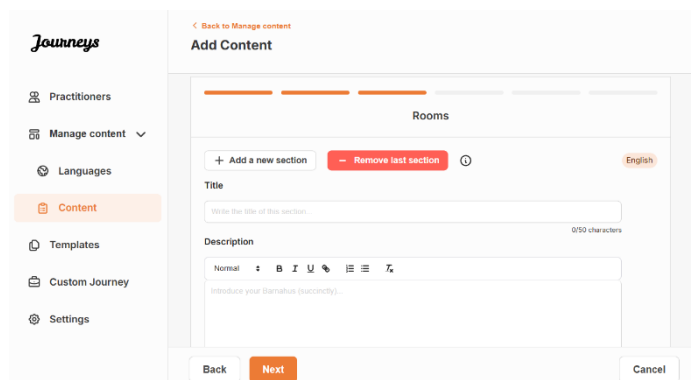 Journeys
Practitioners
Manage content
Languages
Content
Templates
Custom Journey
Settings
< Back to Manage content
Add Content
Rooms
+ Add a new section
− Remove last section
English
Title
Write the title of this section...
0/50 characters
Description
Normal B I U
Introduce your Barnahus (succinctly)...
Back
Next
Cancel